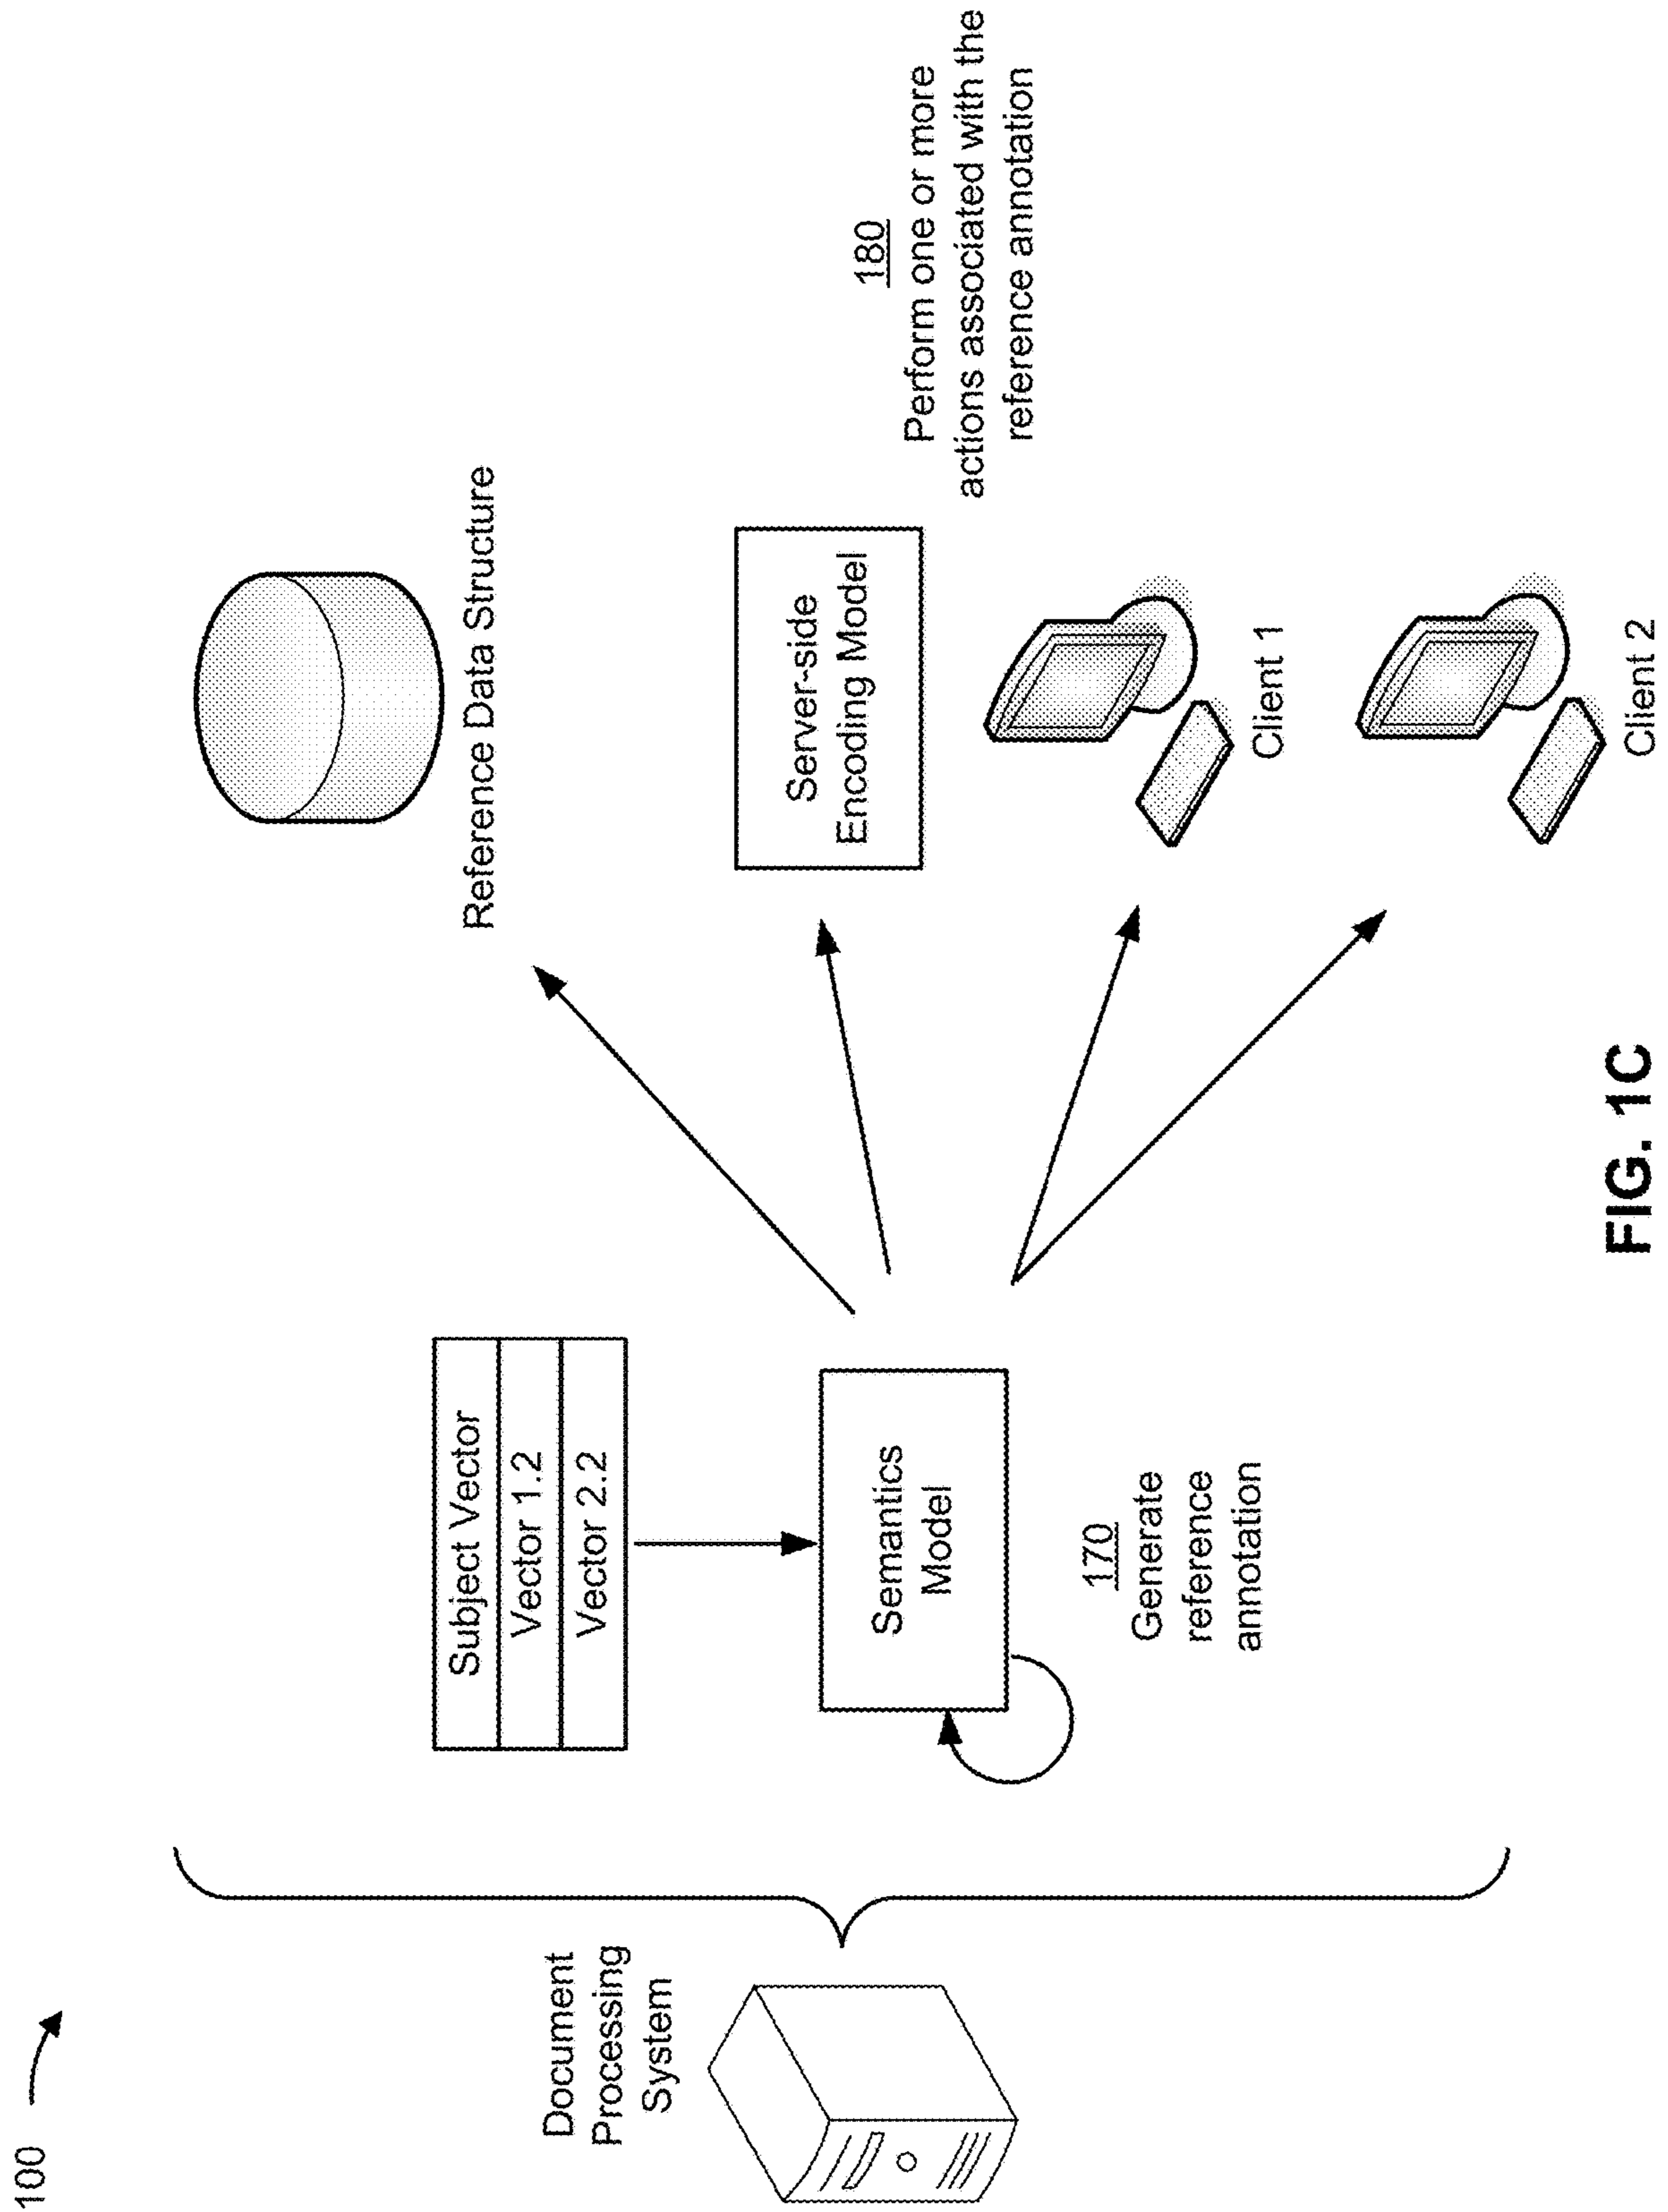 100
Document
Processing
System
Subject Vector
Vector 1.2
Vector 2.2
Semantics
Model
170
Generate
reference
annotation
Reference Data Structure
Server-side
Encoding Model
Client 1
Client 2
180
Perform one or more
actions associated with the
reference annotation
FIG. 1C